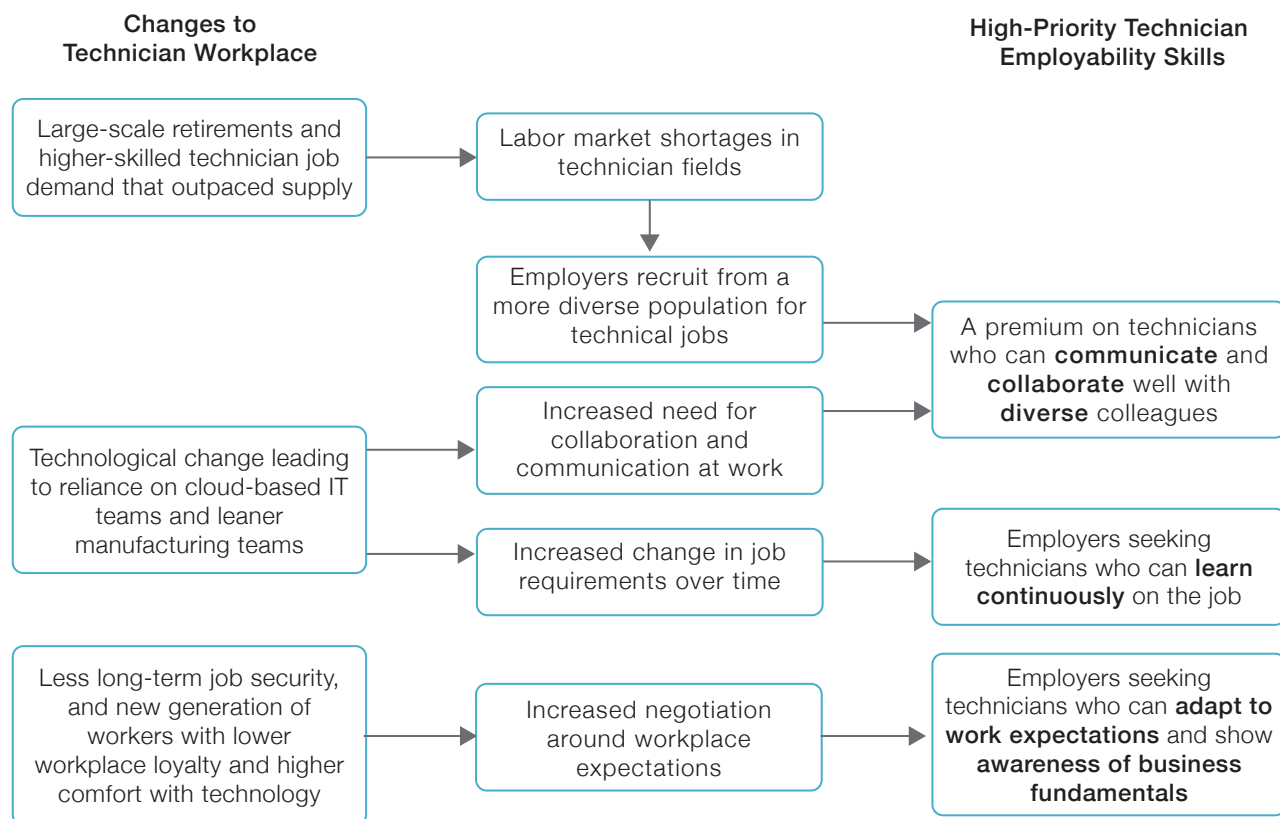 Changes to
Technician Workplace
High-Priority Technician
Employability Skills
Large-scale retirements and
higher-skilled technician job
demand that outpaced supply
Labor market shortages in
technician fields
Employers recruit from a
more diverse population for
technical jobs
A premium on technicians
who can communicate and
collaborate well with
diverse colleagues
Technological change leading
to reliance on cloud-based IT
teams and leaner
manufacturing teams
Increased need for
collaboration and
communication at work
Increased change in job
requirements over time
Employers seeking
technicians who can learn
continuously on the job
Less long-term job security,
and new generation of
workers with lower
workplace loyalty and higher
comfort with technology
Increased negotiation
around workplace
expectations
Employers seeking
technicians who can adapt to
work expectations and show
awareness of business
fundamentals